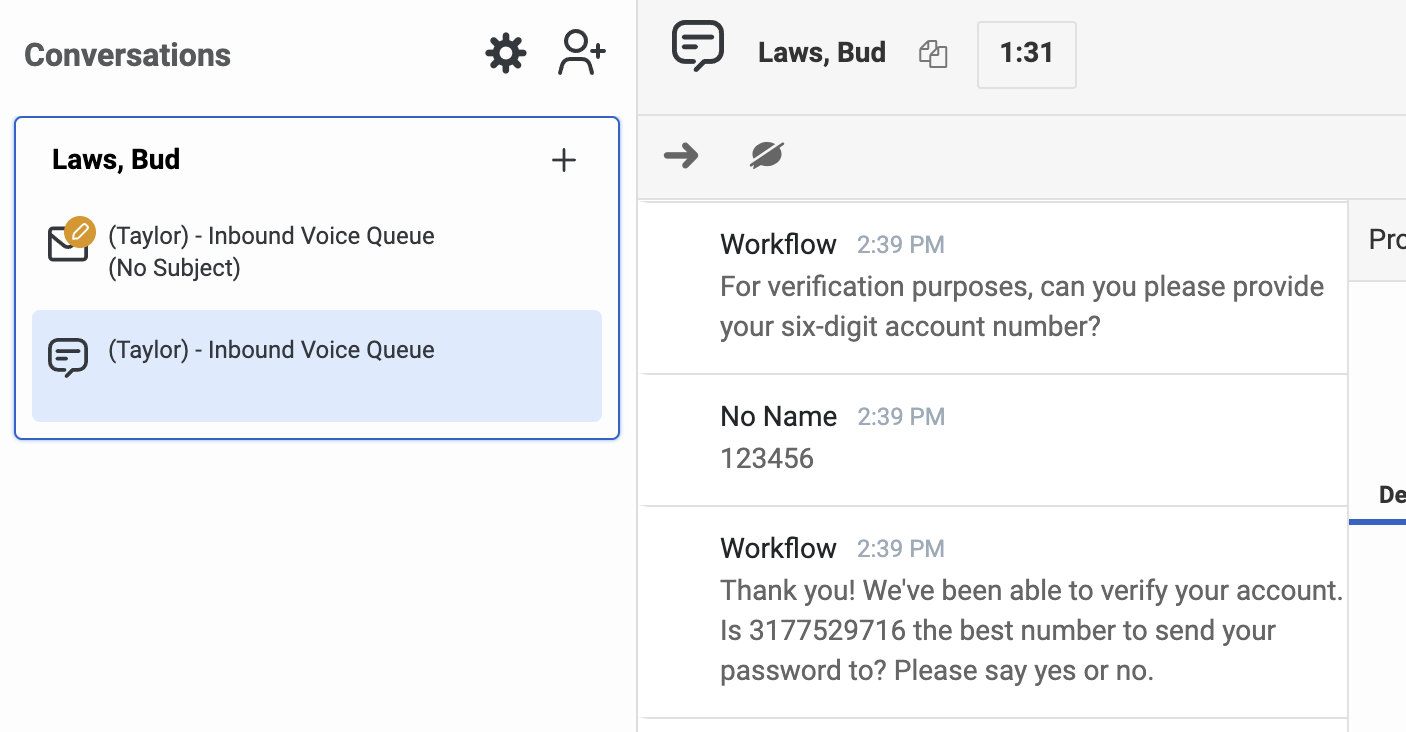 Conversations
Laws, Bud
(Taylor) - Inbound Voice Queue
(No Subject)
(Taylor) - Inbound Voice Queue
Laws, Bud
1:31
Workflow 2:39 PM
For verification purposes, can you please provide
your six-digit account number?
No Name 2:39 PM
123456
Workflow 2:39 PM
Thank you! We've been able to verify your account.
Is 3177529716 the best number to send your
password to? Please say yes or no.
Pro
De